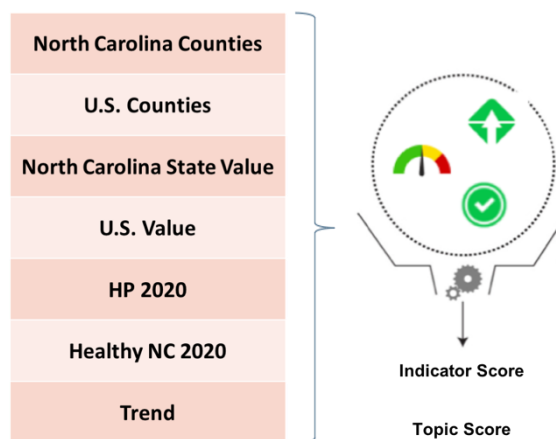 North Carolina Counties
U.S. Counties
North Carolina State Value
U.S. Value
HP 2020
Healthy NC 2020
Trend
Indicator Score
Topic Score